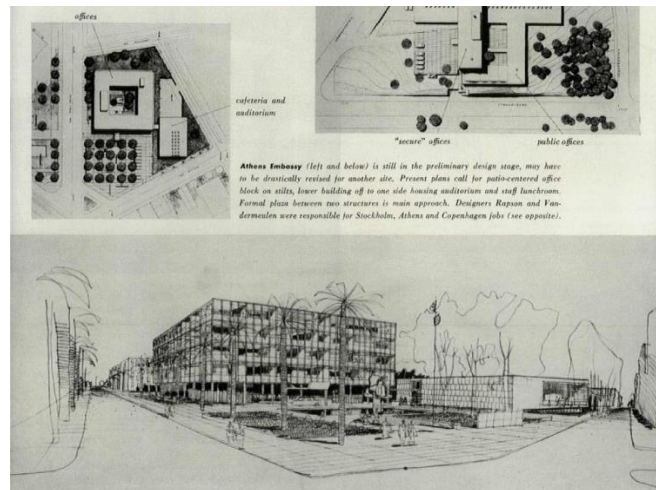 offices
cafeteria and
auditorium
"secure" offices
public offices
Athens Embassy (left and below) is still in the preliminary design stage, may have
to be drastically revised for another site. Present plans call for patio-centered office
block on stilts, lower building off to one side housing auditorium and staff lunchroom.
Formal plaza between two structures is main approach. Designers Rapson and Van-
dermeulen were responsible for Stockholm, Athens and Copenhagen jobs (see opposite).